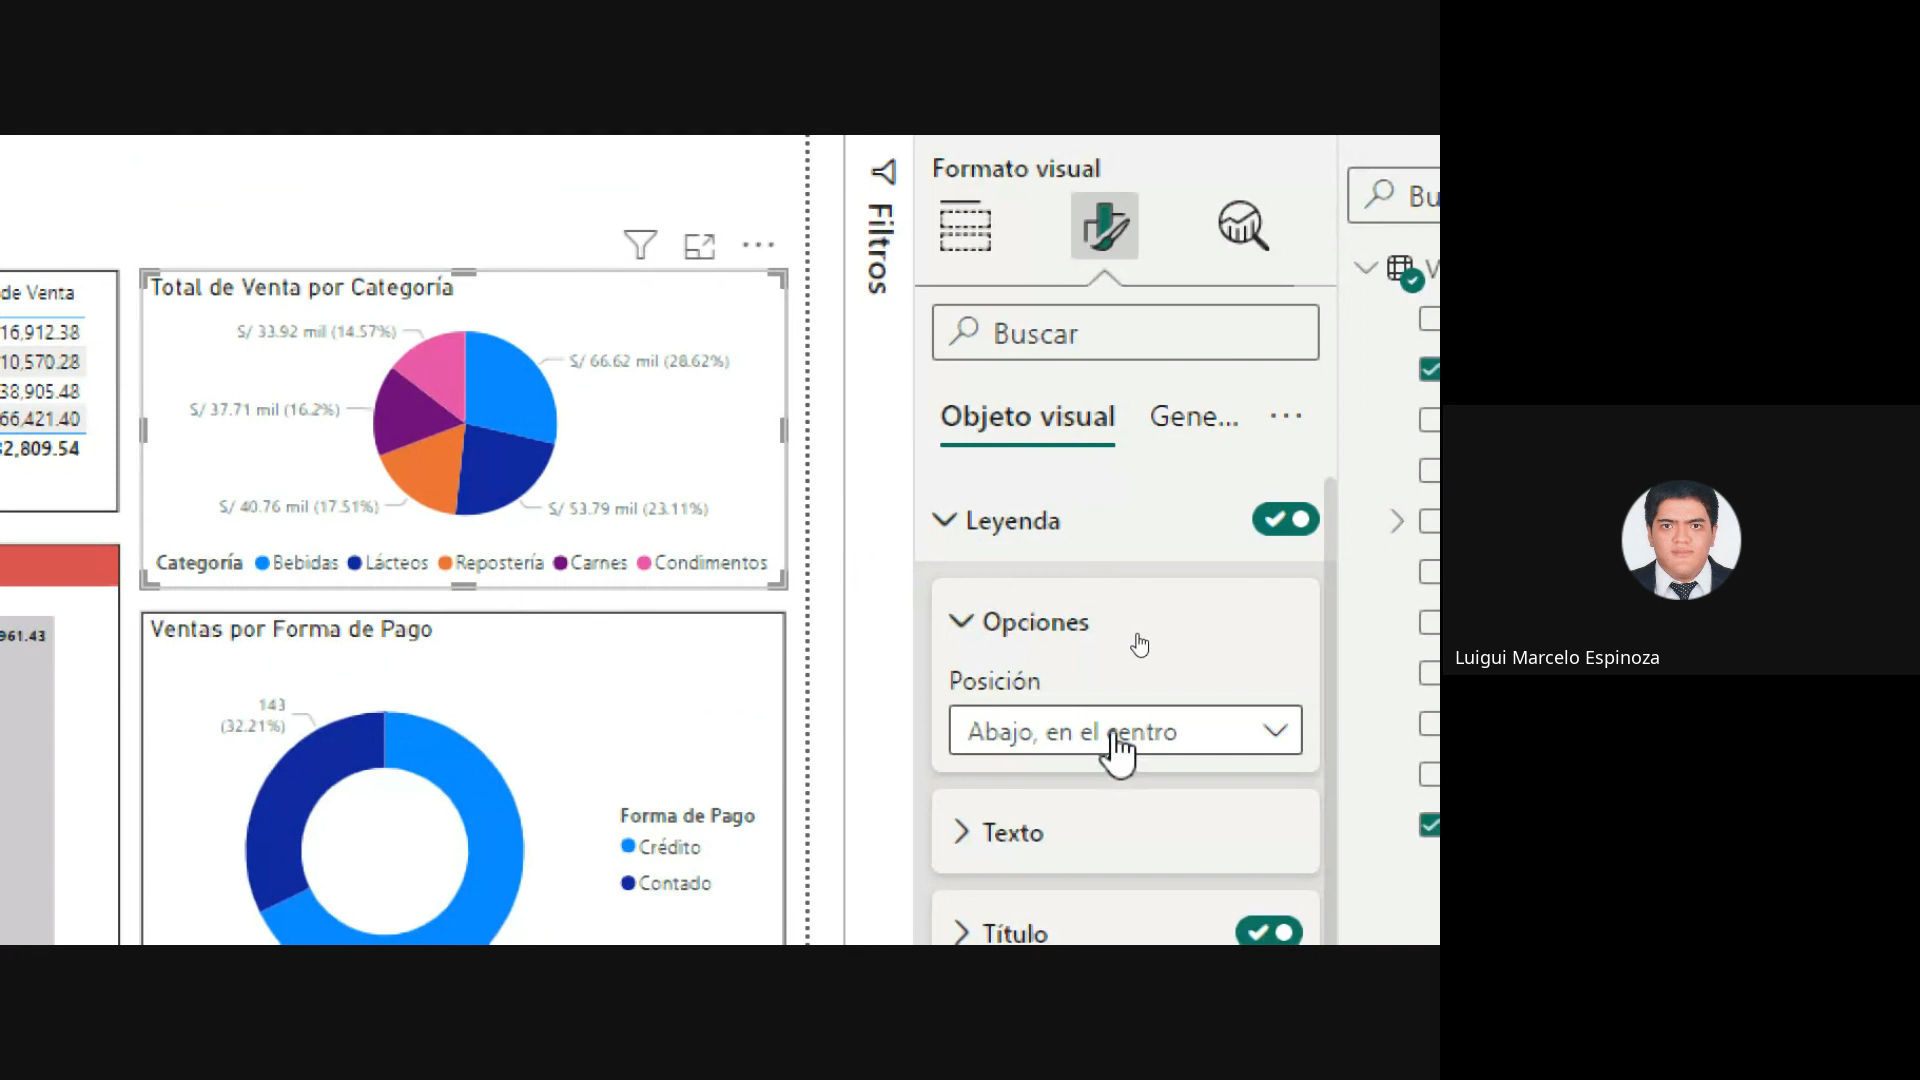 de Venta
16,912.38
10,570.28
38,905.48
66,421.40
2,809.54
961.43
Total de Venta por Categoría
S/ 33.92 mil (14.57%)
S/ 66.62 mil (28.62%)
S/ 37.71 mil (16.2%)
S/ 40.76 mil (17.51%)
S/ 53.79 mil (23.11%)
Categoría Bebidas Lácteos Repostería Carnes Condimentos
Ventas por Forma de Pago
143
(32.21%)
Forma de Pago
Crédito
Contado
Filtros
Formato visual
Buscar
Objeto visual Gene... ...
Leyenda
Opciones
Posición
Abajo, en el centro
Texto
Título
Bu
V
Luigui Marcelo Espinoza